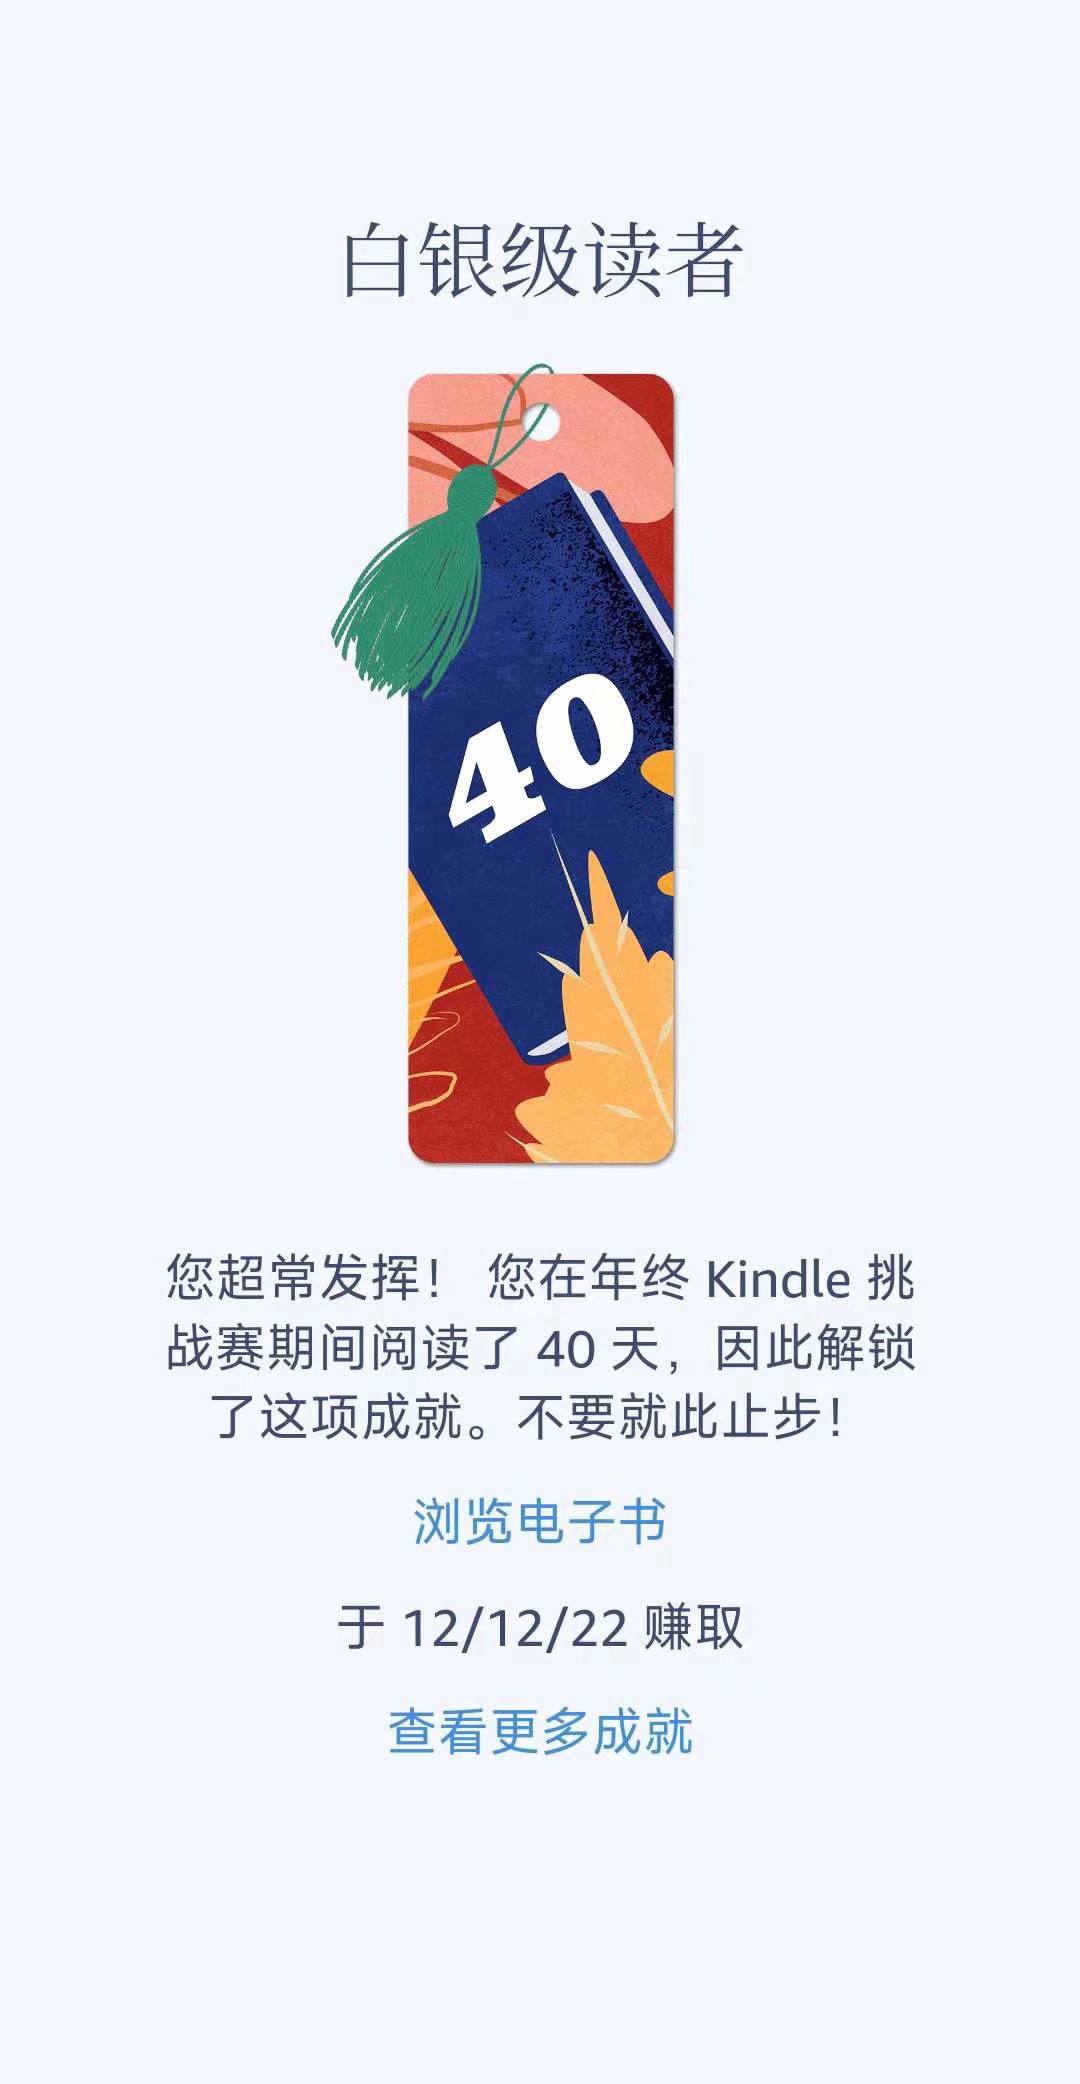 白银级读者
40
您超常发挥！ 您在年终 Kindle 挑
战赛期间阅读了 40 天，因此解锁
了这项成就。不要就此止步！
浏览电子书
于 12/12/22 赚取
查看更多成就